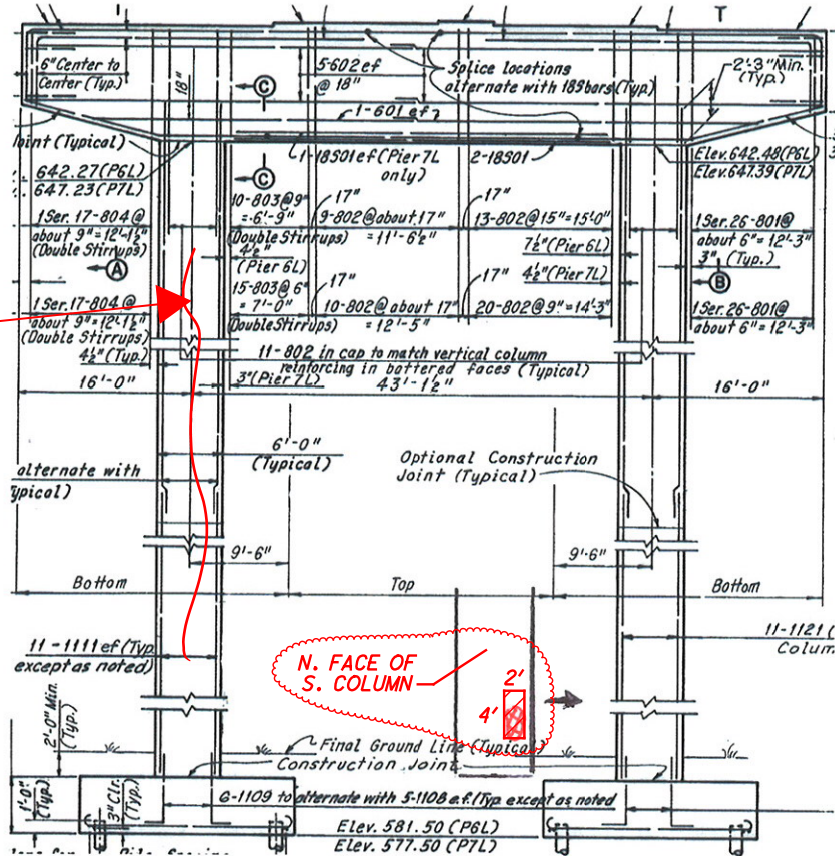 T
6" Center to
Center (Typ.)
18"
C
5-602 ef
@ 18"
Splice locations
alternate with 18S bars (Typ.)
2'-3" Min.
(Typ.)
1-601 ef
Joint (Typical)
642.27 (P6L)
647.23 (P7L)
C
1-18S01 ef (Pier 7L
only)
2-18S01
Elev. 642.48 (P6L)
Elev. 647.39 (P7L)
1 Ser. 17-804 @
about 9" = 12'-1½"
(Double Stirrups)
10-803 @ 9"
= 6'-9"
(Double Stirrups)
4½"
(Pier 6L)
17"
9-802 @ about 17"
= 11'-6½"
17"
13-802 @ 15" = 15'-0"
7½" (Pier 6L)
4½" (Pier 7L)
1 Ser. 26-801 @
about 6" = 12'-3"
3" (Typ.)
A
B
1 Ser. 17-804 @
about 9" = 12'-1½"
(Double Stirrups)
4½" (Typ.)
15-803 @ 6"
= 7'-0"
(Double Stirrups)
17"
10-802 @ about 17"
= 12'-5"
17"
20-802 @ 9" = 14'-3"
1 Ser. 26-801 @
about 6" = 12'-3"
11-802 in cap to match vertical column
reinforcing in battered faces (Typical)
3" (Pier 7L)
16'-0"
43'-1½"
16'-0"
6'-0"
(Typical)
alternate with
Typical)
Optional Construction
Joint (Typical)
9'-6"
9'-6"
Bottom
Top
Bottom
11-1111 ef (Typ
except as noted)
11-1121 (
Colum
N. FACE OF
S. COLUMN
2'
4'
2'-0" Min.
(Typ.)
Final Ground Line (Typical)
Construction Joint
1'-0"
(Typ.)
3" Clr.
(Typ.)
6-1109 to alternate with 5-1108 e.f. (Typ. except as noted
Elev. 581.50 (P6L)
Elev. 577.50 (P7L)